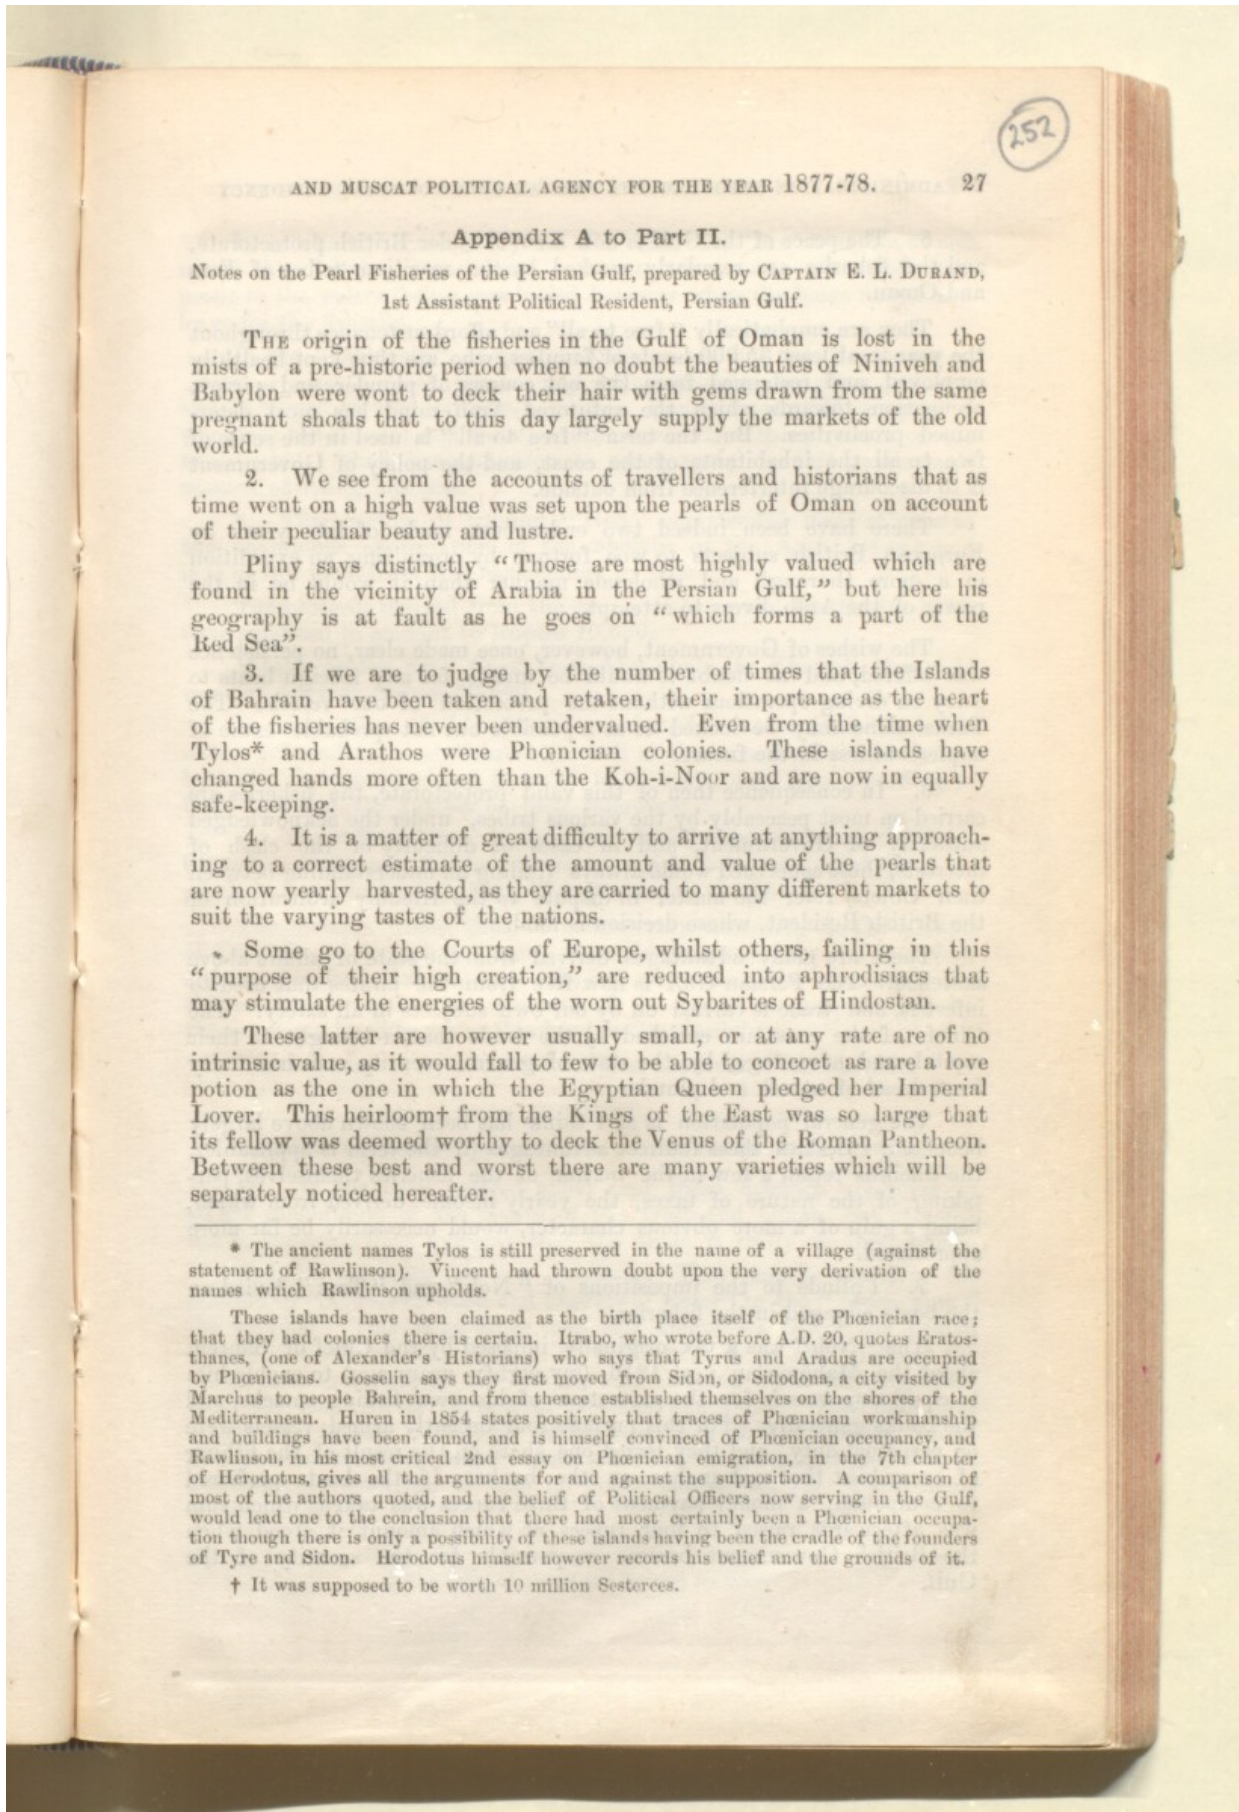 252
AND MUSCAT POLITICAL AGENCY FOR THE YEAR 1877-78. 27
Appendix A to Part II.
Notes on the Pearl Fisheries of the Persian Gulf, prepared by CAPTAIN E. L. DURAND,
1st Assistant Political Resident, Persian Gulf.
THE origin of the fisheries in the Gulf of Oman is lost in the
mists of a pre-historic period when no doubt the beauties of Niniveh and
Babylon were wont to deck their hair with gems drawn from the same
pregnant shoals that to this day largely supply the markets of the old
world.
2. We see from the accounts of travellers and historians that as
time went on a high value was set upon the pearls of Oman on account
of their peculiar beauty and lustre.
Pliny says distinctly "Those are most highly valued which are
found in the vicinity of Arabia in the Persian Gulf," but here his
geography is at fault as he goes on "which forms a part of the
Red Sea".
3. If we are to judge by the number of times that the Islands
of Bahrain have been taken and retaken, their importance as the heart
of the fisheries has never been undervalued. Even from the time when
Tylos* and Arathos were Phœnician colonies. These islands have
changed hands more often than the Koh-i-Noor and are now in equally
safe-keeping.
4. It is a matter of great difficulty to arrive at anything approach-
ing to a correct estimate of the amount and value of the pearls that
are now yearly harvested, as they are carried to many different markets to
suit the varying tastes of the nations.
Some go to the Courts of Europe, whilst others, failing in this
"purpose of their high creation," are reduced into aphrodisiacs that
may stimulate the energies of the worn out Sybarites of Hindostan.
These latter are however usually small, or at any rate are of no
intrinsic value, as it would fall to few to be able to concoct as rare a love
potion as the one in which the Egyptian Queen pledged her Imperial
Lover. This heirloom† from the Kings of the East was so large that
its fellow was deemed worthy to deck the Venus of the Roman Pantheon.
Between these best and worst there are many varieties which will be
separately noticed hereafter.
* The ancient names Tylos is still preserved in the name of a village (against the
statement of Rawlinson). Vincent had thrown doubt upon the very derivation of the
names which Rawlinson upholds.
These islands have been claimed as the birth place itself of the Phœnician race;
that they had colonies there is certain. Itrabo, who wrote before A.D. 20, quotes Eratos-
thanes, (one of Alexander's Historians) who says that Tyrus and Aradus are occupied
by Phœnicians. Gosselin says they first moved from Sidon, or Sidodona, a city visited by
Marchus to people Bahrein, and from thence established themselves on the shores of the
Mediterranean. Huren in 1854 states positively that traces of Phœnician workmanship
and buildings have been found, and is himself convinced of Phœnician occupancy, and
Rawlinson, in his most critical 2nd essay on Phœnician emigration, in the 7th chapter
of Herodotus, gives all the arguments for and against the supposition. A comparison of
most of the authors quoted, and the belief of Political Officers now serving in the Gulf,
would lead one to the conclusion that there had most certainly been a Phœnician occupa-
tion though there is only a possibility of these islands having been the cradle of the founders
of Tyre and Sidon. Herodotus himself however records his belief and the grounds of it.
† It was supposed to be worth 10 million Sesterces.